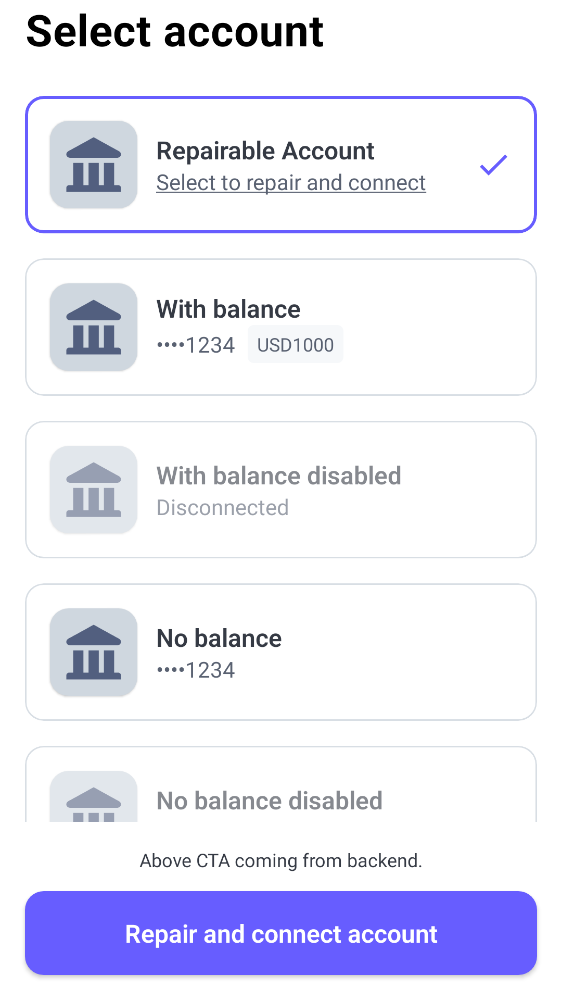 Select account
Repairable Account
Select to repair and connect
With balance
••••1234 USD1000
With balance disabled
Disconnected
No balance
••••1234
No balance disabled
Above CTA coming from backend.
Repair and connect account